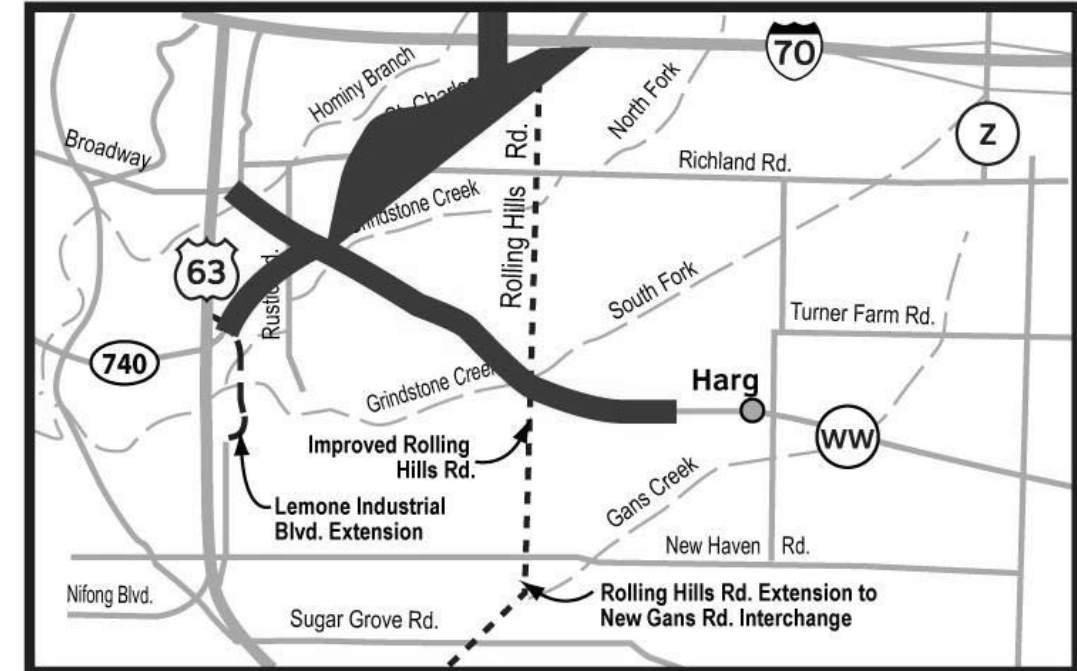 70
Hominy Branch
North Fork
Z
Broadway
Rolling Hills Rd.
Richland Rd.
Grindstone Creek
63
South Fork
Turner Farm Rd.
740
Harg
Grindstone Creek
WW
Improved Rolling
Hills Rd.
Gans Creek
Lemone Industrial
Blvd. Extension
New Haven Rd.
Nifong Blvd.
Rolling Hills Rd. Extension to
New Gans Rd. Interchange
Sugar Grove Rd.